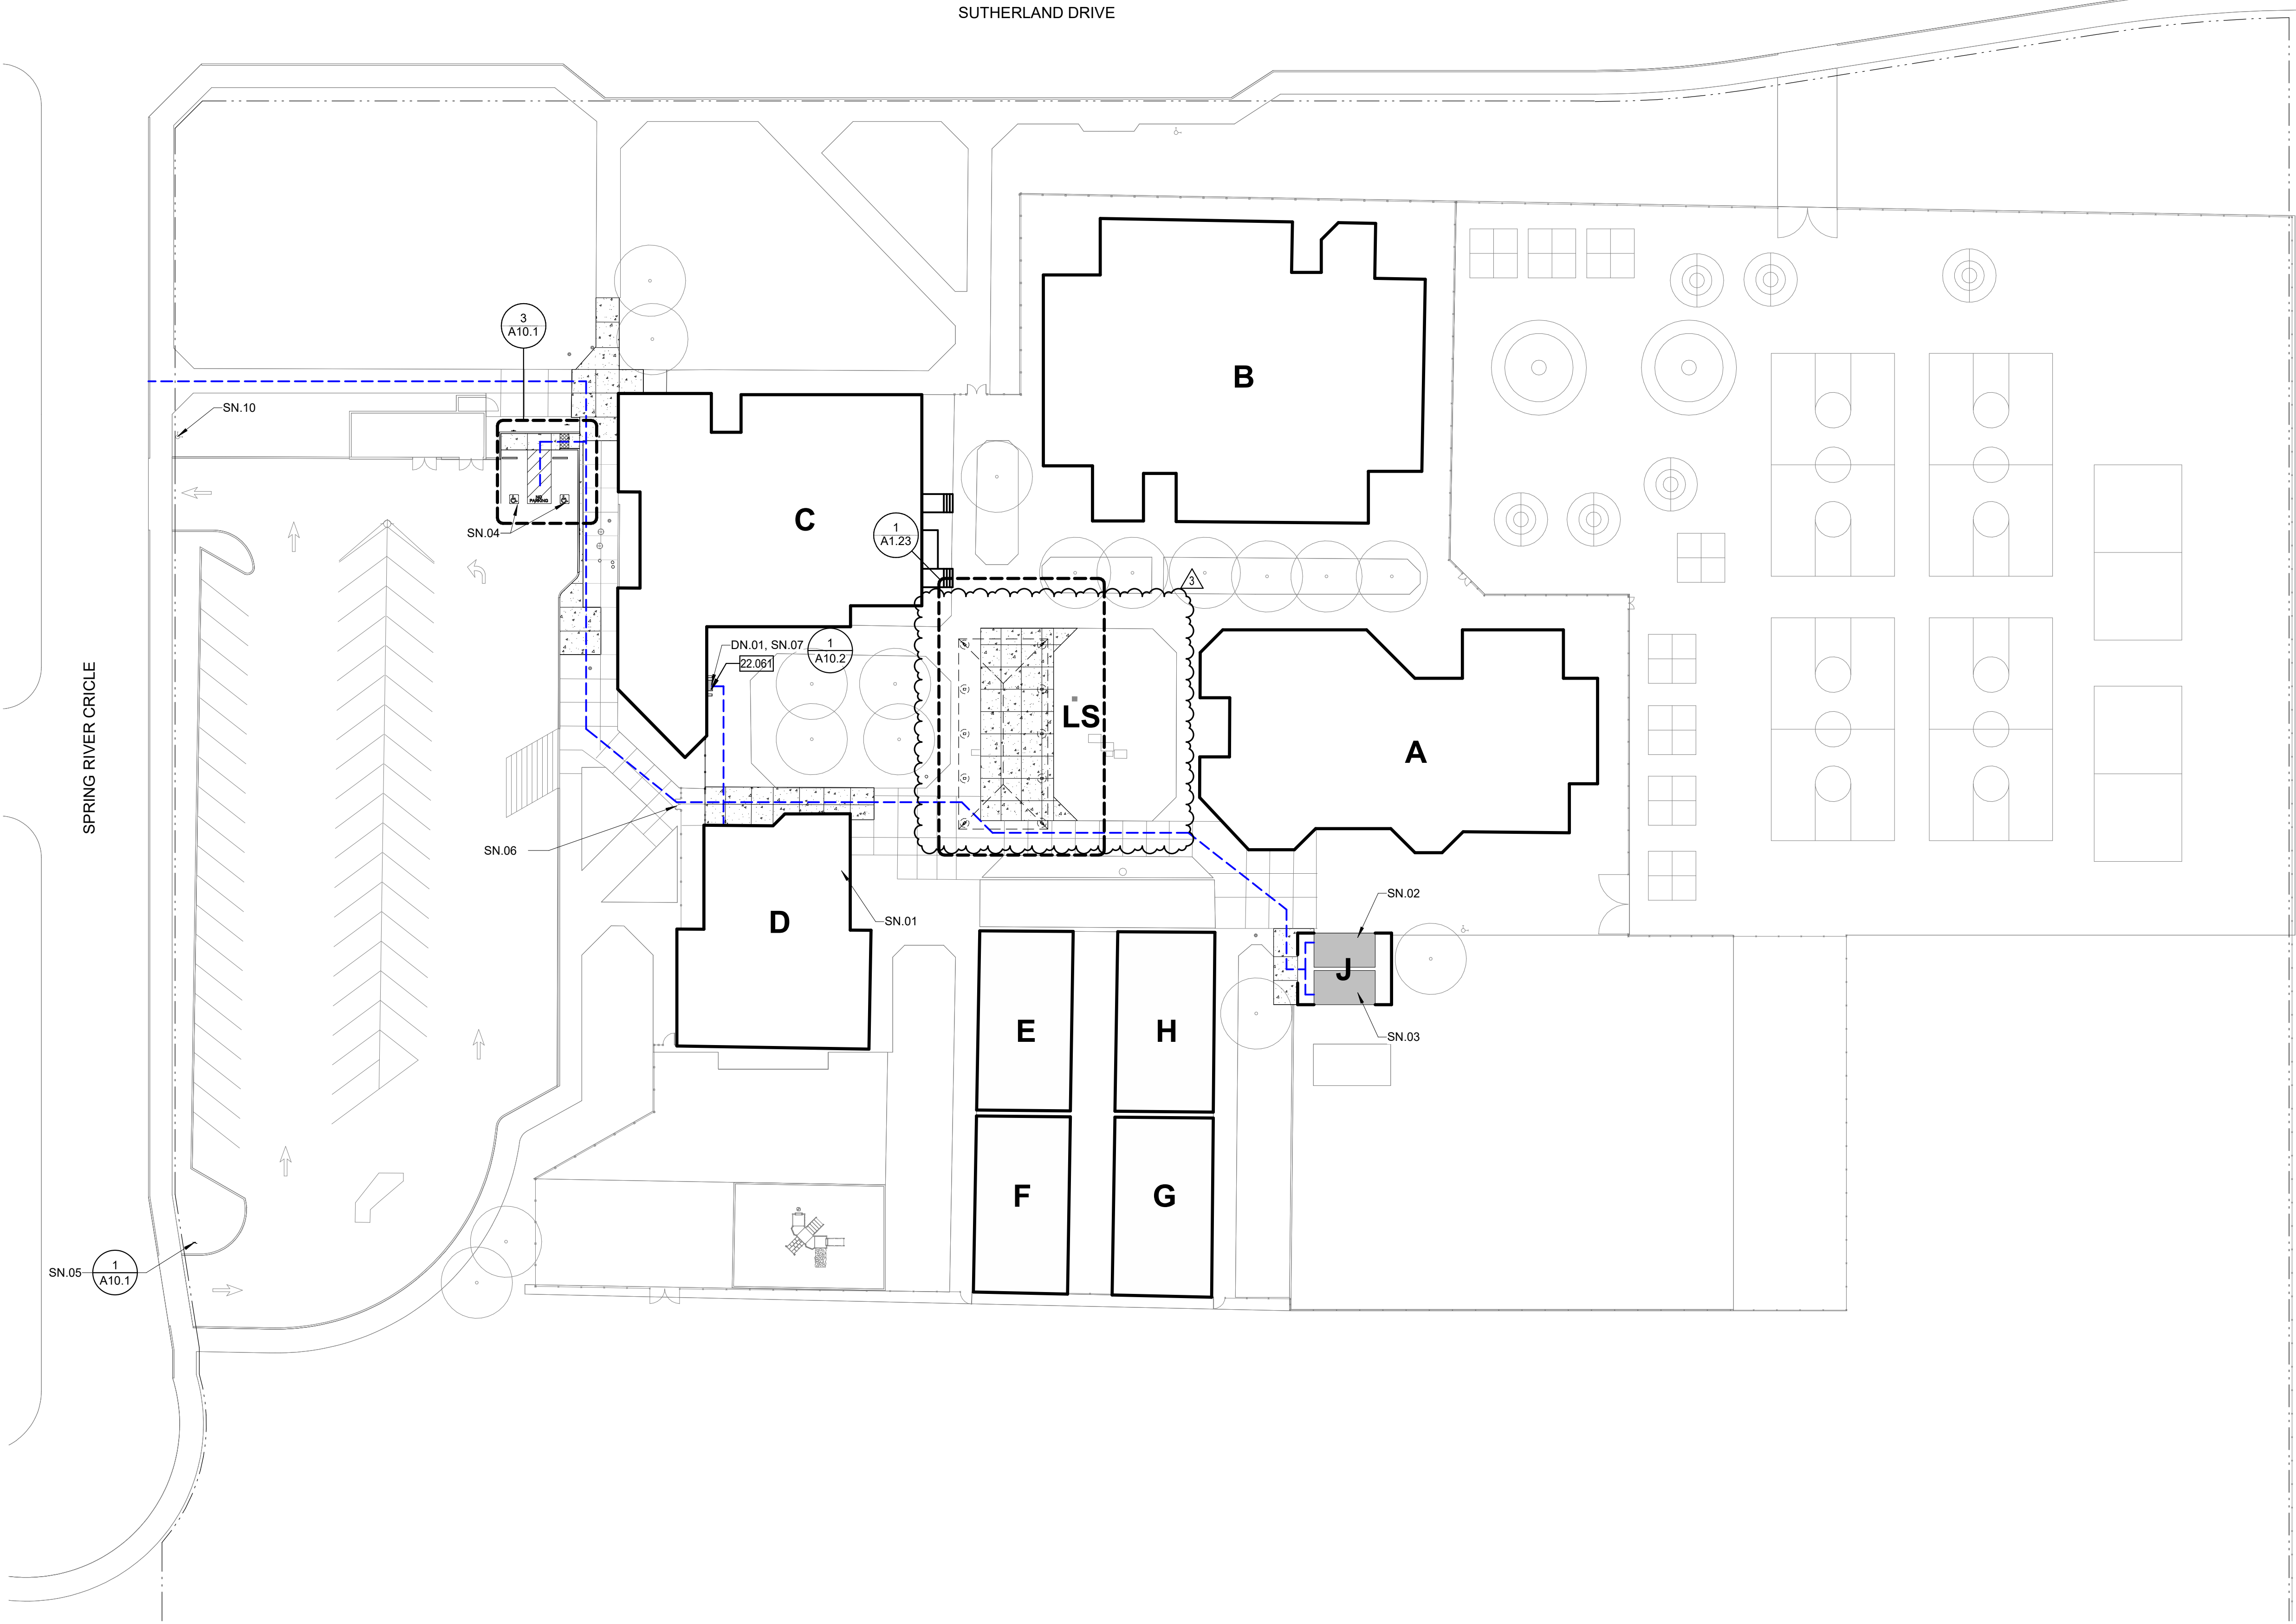 SUTHERLAND DRIVE
3
A10.1
SN.10
B
NO
PARKING
SN.04
C
1
A1.23
3
SPRING RIVER CRICLE
DN.01, SN.07
1
A10.2
22.061
LS
A
SN.06
SN.02
D
SN.01
J
E
H
SN.03
F
G
SN.05
1
A10.1